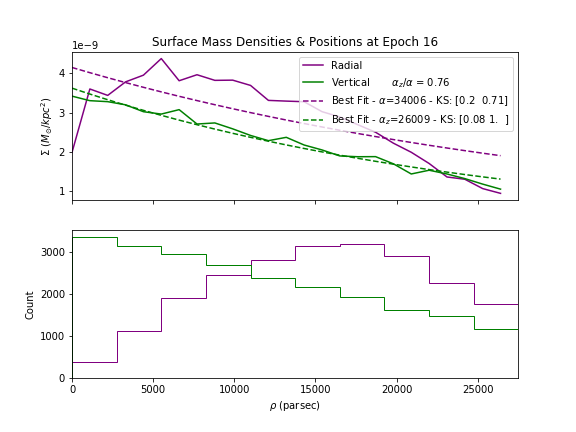 Surface Mass Densities & Positions at Epoch 16
1e−9
4
3
2
1
Σ (M⊙/kpc²)
Radial
Vertical α_z/α = 0.76
Best Fit - α=34006 - KS: [0.2 0.71]
Best Fit - α_z=26009 - KS: [0.08 1. ]
3000
2000
1000
0
Count
0 5000 10000 15000 20000 25000
ρ (parsec)